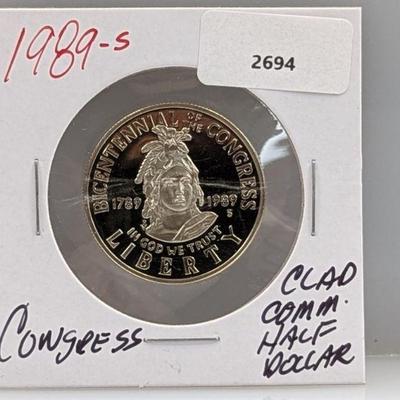 1989-S
2694
BICENTENNIAL OF THE CONGRESS
1789 1989
S
IN GOD WE TRUST
LIBERTY
CONGRESS
CLAD
COMM.
HALF
DOLLAR